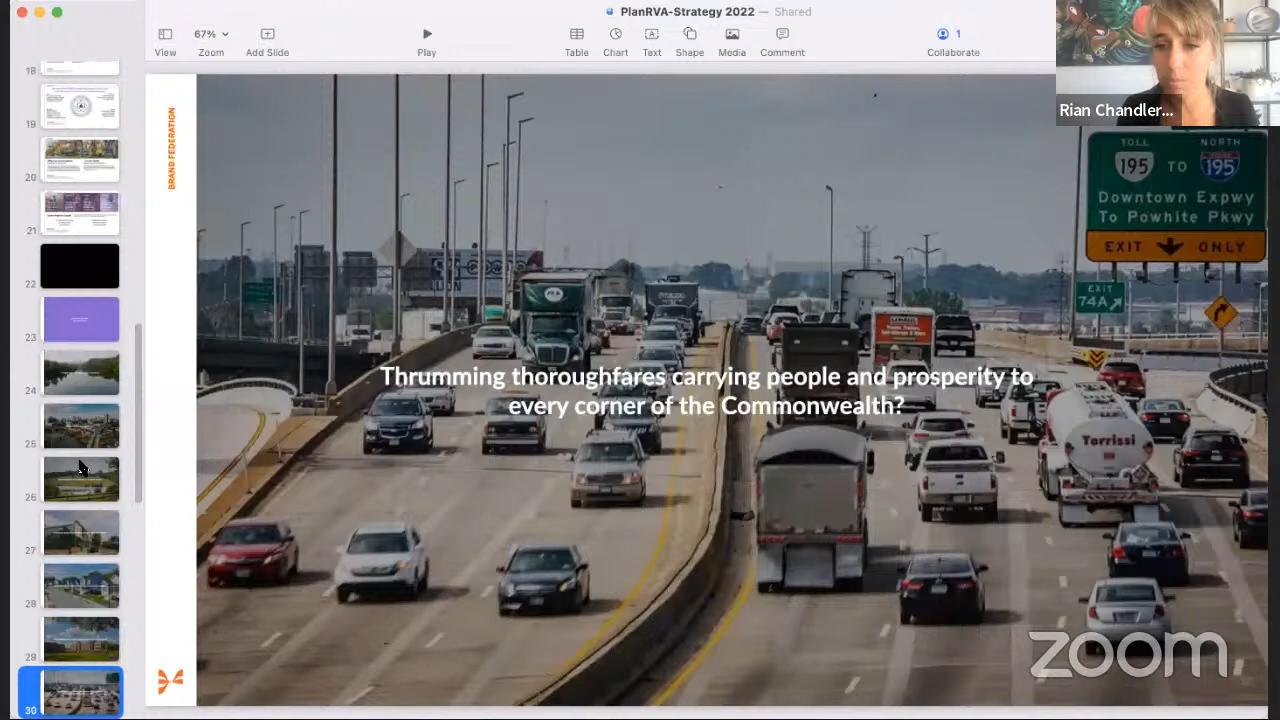 PlanRVA-Strategy 2022 — Shared
67%
View
Zoom
Add Slide
Play
Table
Chart
Text
Shape
Media
Comment
1
Collaborate
Rian Chandler...
18
19
20
21
22
23
24
25
26
27
28
29
30
BRAND FEDERATION
TOLL NORTH
195 TO 195
Downtown Expwy
To Powhite Pkwy
EXIT ONLY
EXIT
74A
Thrumming thoroughfares carrying people and prosperity to
every corner of the Commonwealth?
Tarrissi
zoom